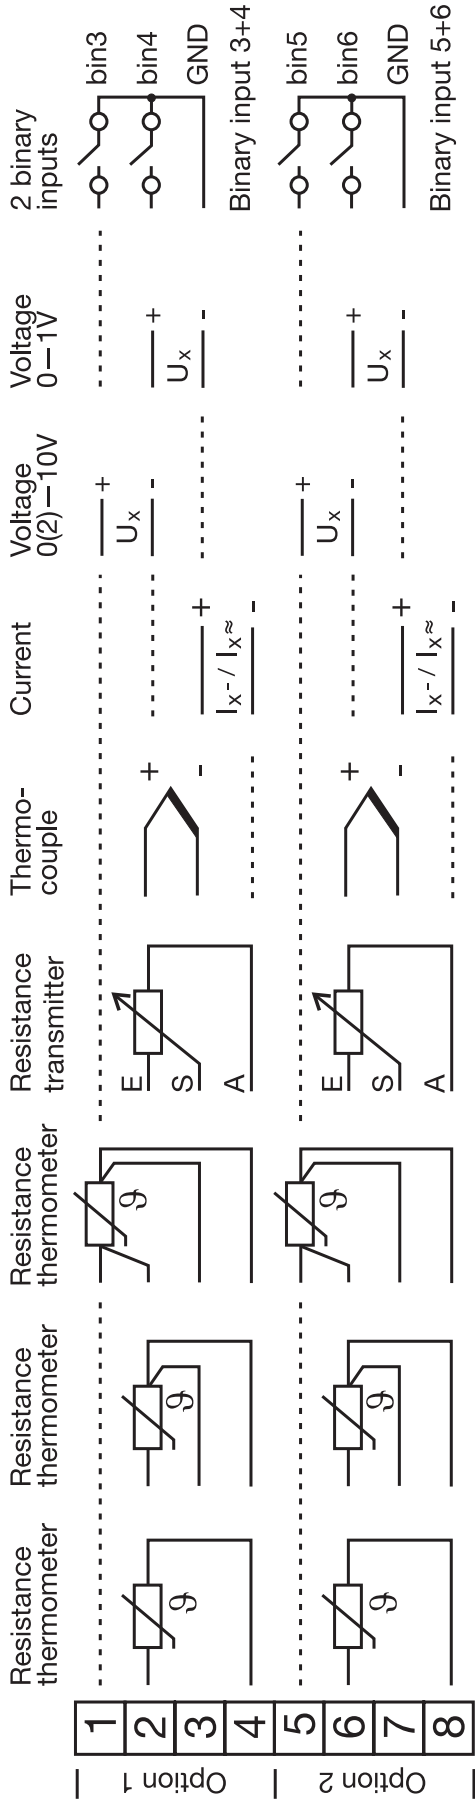 Resistance
thermometer
Resistance
thermometer
Resistance
thermometer
Resistance
transmitter
Thermo-
couple
Current
Voltage
0(2)—10V
Voltage
0—1V
2 binary
inputs
Option 1
1
2
3
4
ϑ
ϑ
ϑ
E
S
A
+
-
+
Ix- / Ix≈
-
+
Ux
-
+
Ux
-
bin3
bin4
GND
Binary input 3+4
Option 2
5
6
7
8
ϑ
ϑ
ϑ
E
S
A
+
-
+
Ix- / Ix≈
-
+
Ux
-
+
Ux
-
bin5
bin6
GND
Binary input 5+6